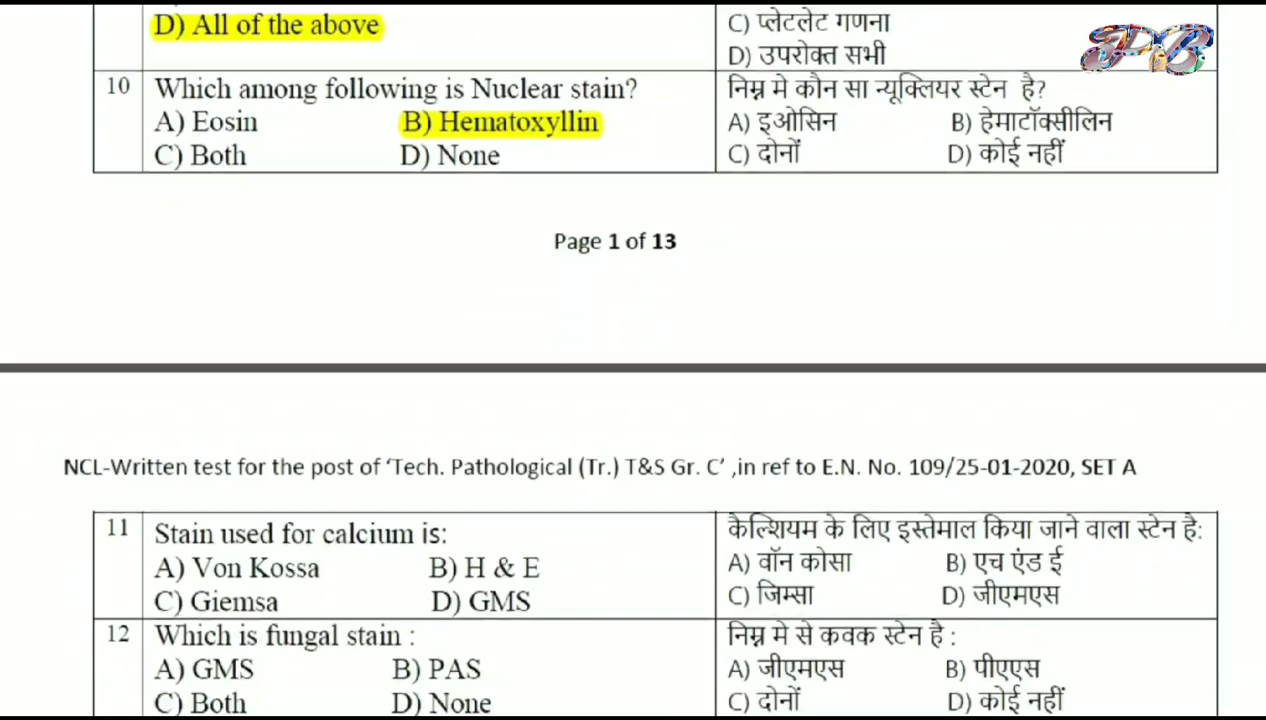 D) All of the above
C) प्लेटलेट गणना
D) उपरोक्त सभी
10 Which among following is Nuclear stain?
A) Eosin B) Hematoxyllin
C) Both D) None
निम्न मे कौन सा न्यूक्लियर स्टेन है?
A) इओसिन B) हेमाटॉक्सीलिन
C) दोनों D) कोई नहीं
Page 1 of 13
NCL-Written test for the post of ‘Tech. Pathological (Tr.) T&S Gr. C’ ,in ref to E.N. No. 109/25-01-2020, SET A
11 Stain used for calcium is:
A) Von Kossa B) H & E
C) Giemsa D) GMS
कैल्शियम के लिए इस्तेमाल किया जाने वाला स्टेन है:
A) वॉन कोसा B) एच एंड ई
C) जिम्सा D) जीएमएस
12 Which is fungal stain :
A) GMS B) PAS
C) Both D) None
निम्न मे से कवक स्टेन है :
A) जीएमएस B) पीएएस
C) दोनों D) कोई नहीं